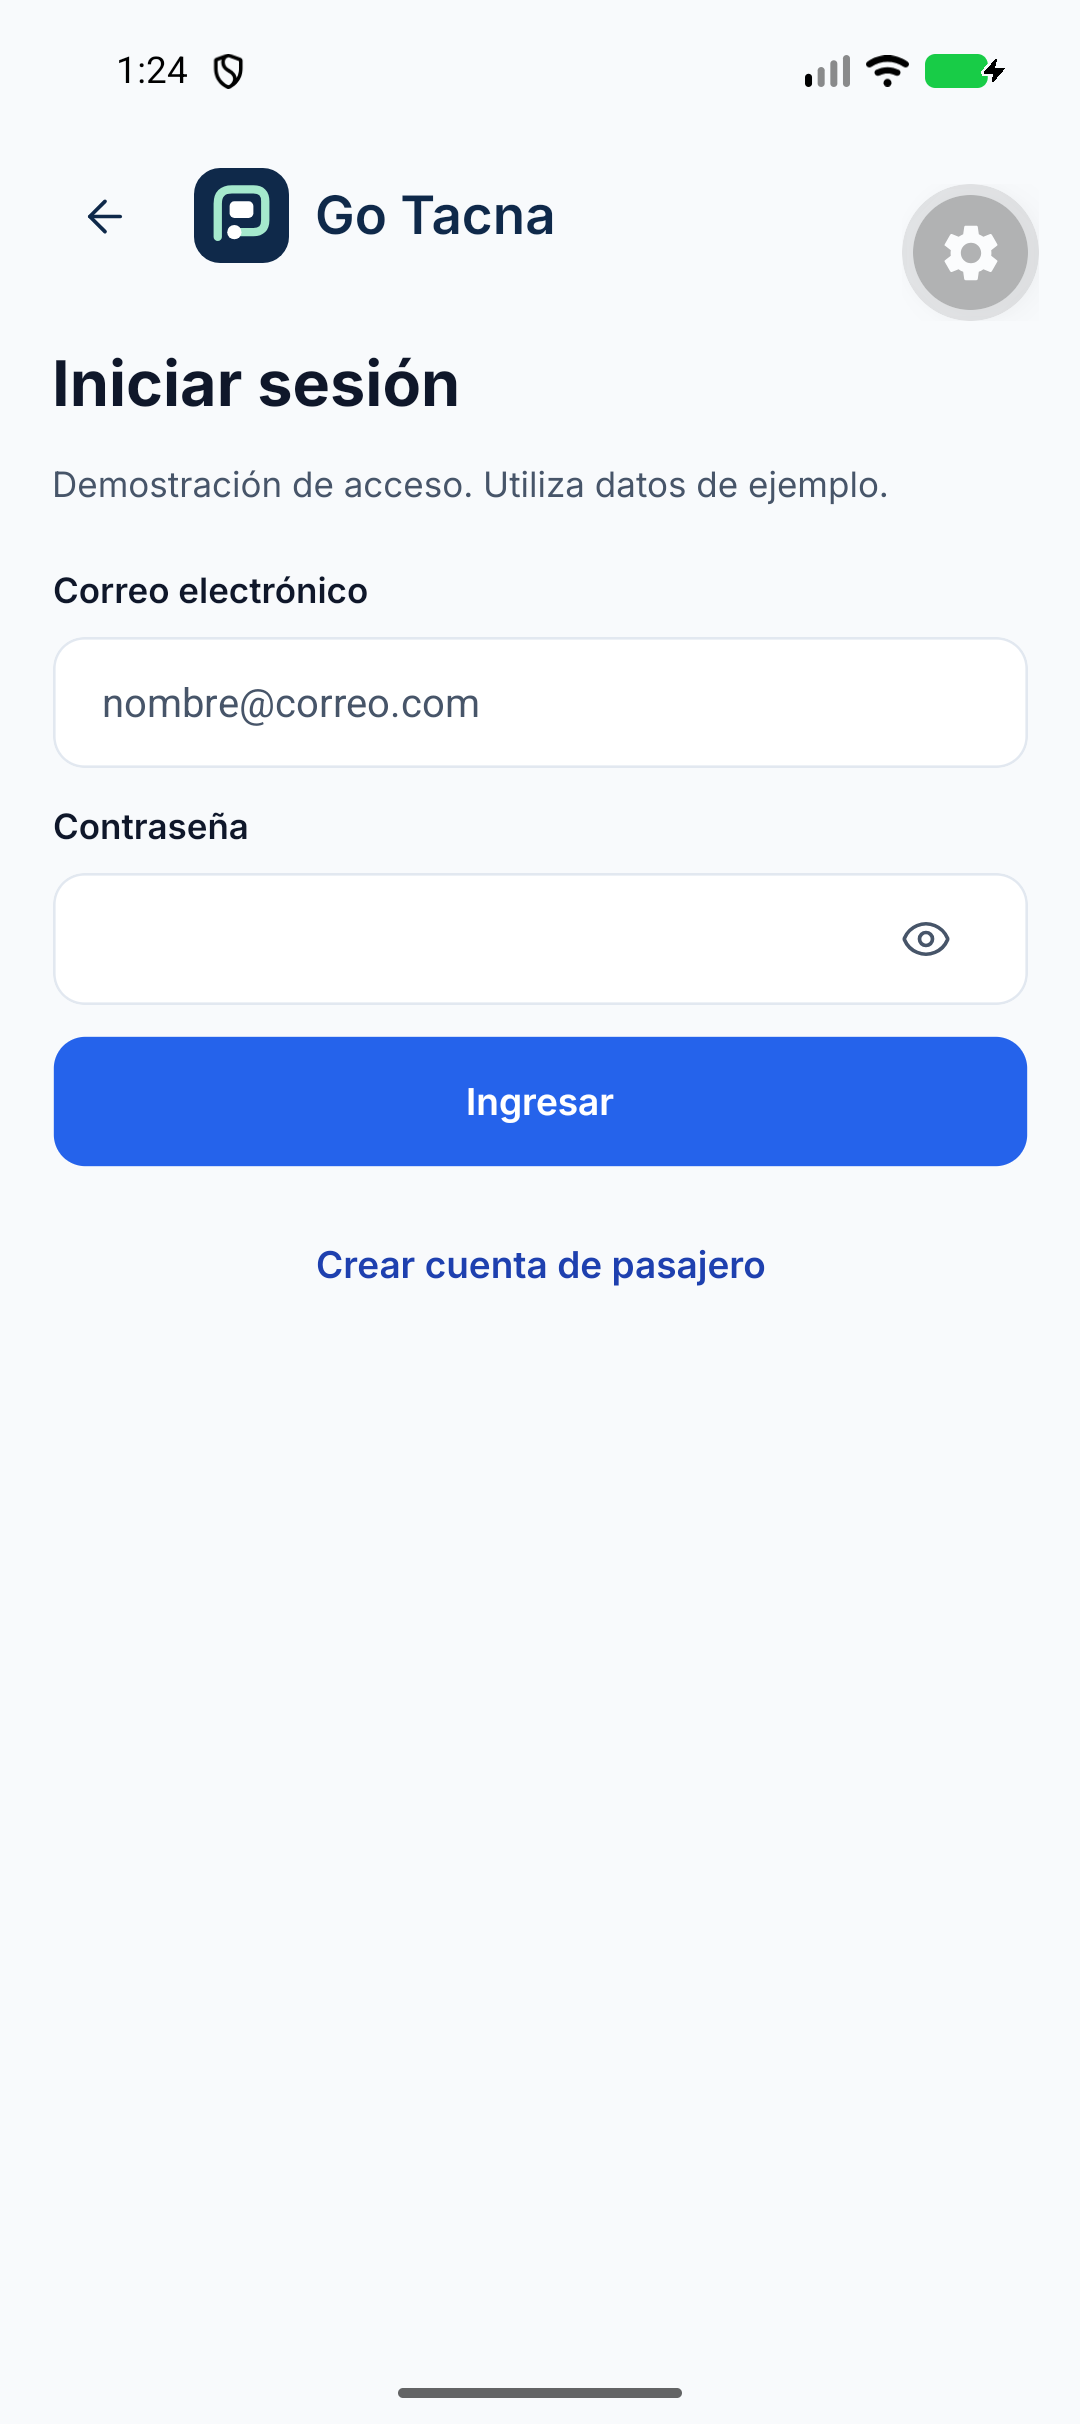 1:24
Go Tacna
Iniciar sesión
Demostración de acceso. Utiliza datos de ejemplo.
Correo electrónico
nombre@correo.com
Contraseña
Ingresar
Crear cuenta de pasajero